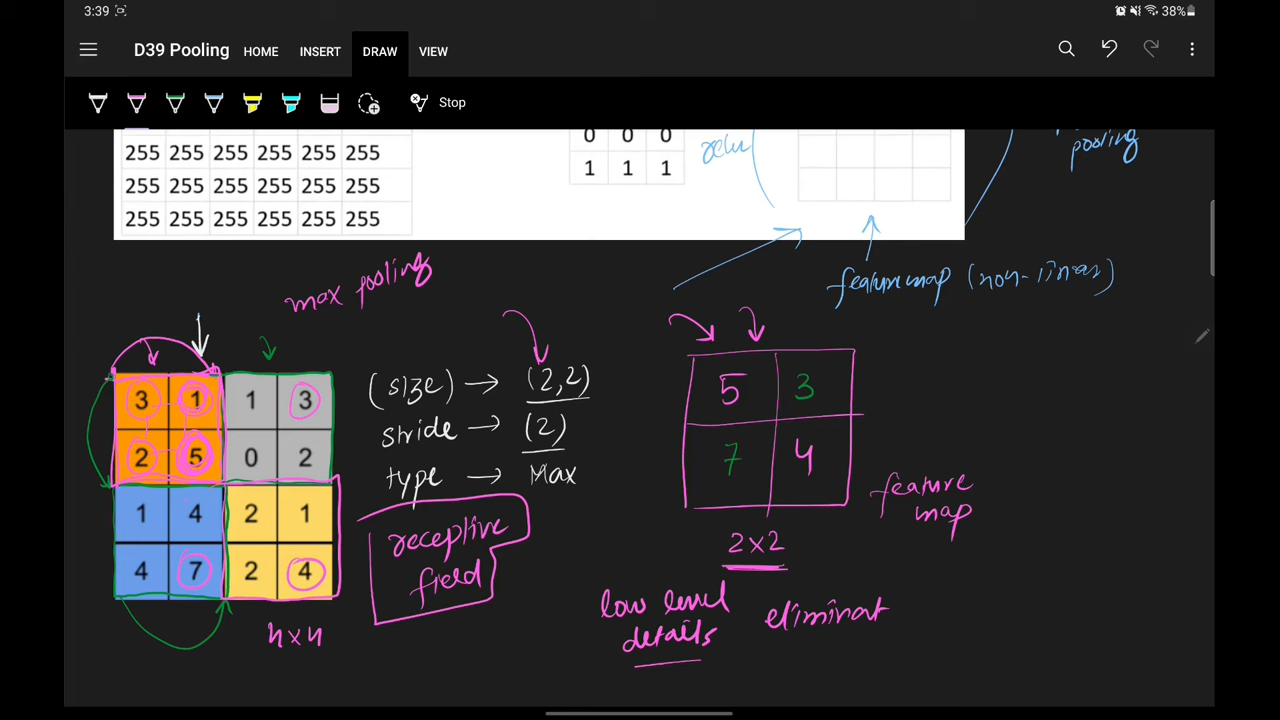 3:39
38%
D39 Pooling HOME INSERT DRAW VIEW
Stop
255 255 255 255 255 255
255 255 255 255 255 255
255 255 255 255 255 255
0 0 0
1 1 1
relu
pooling
feature map (non-linear)
max pooling
3 1 1 3
2 5 0 2
1 4 2 1
4 7 2 4
4x4
(size) → (2,2)
stride → (2)
type → Max
receptive
field
5 3
7 4
2x2
feature
map
low level
details
eliminat